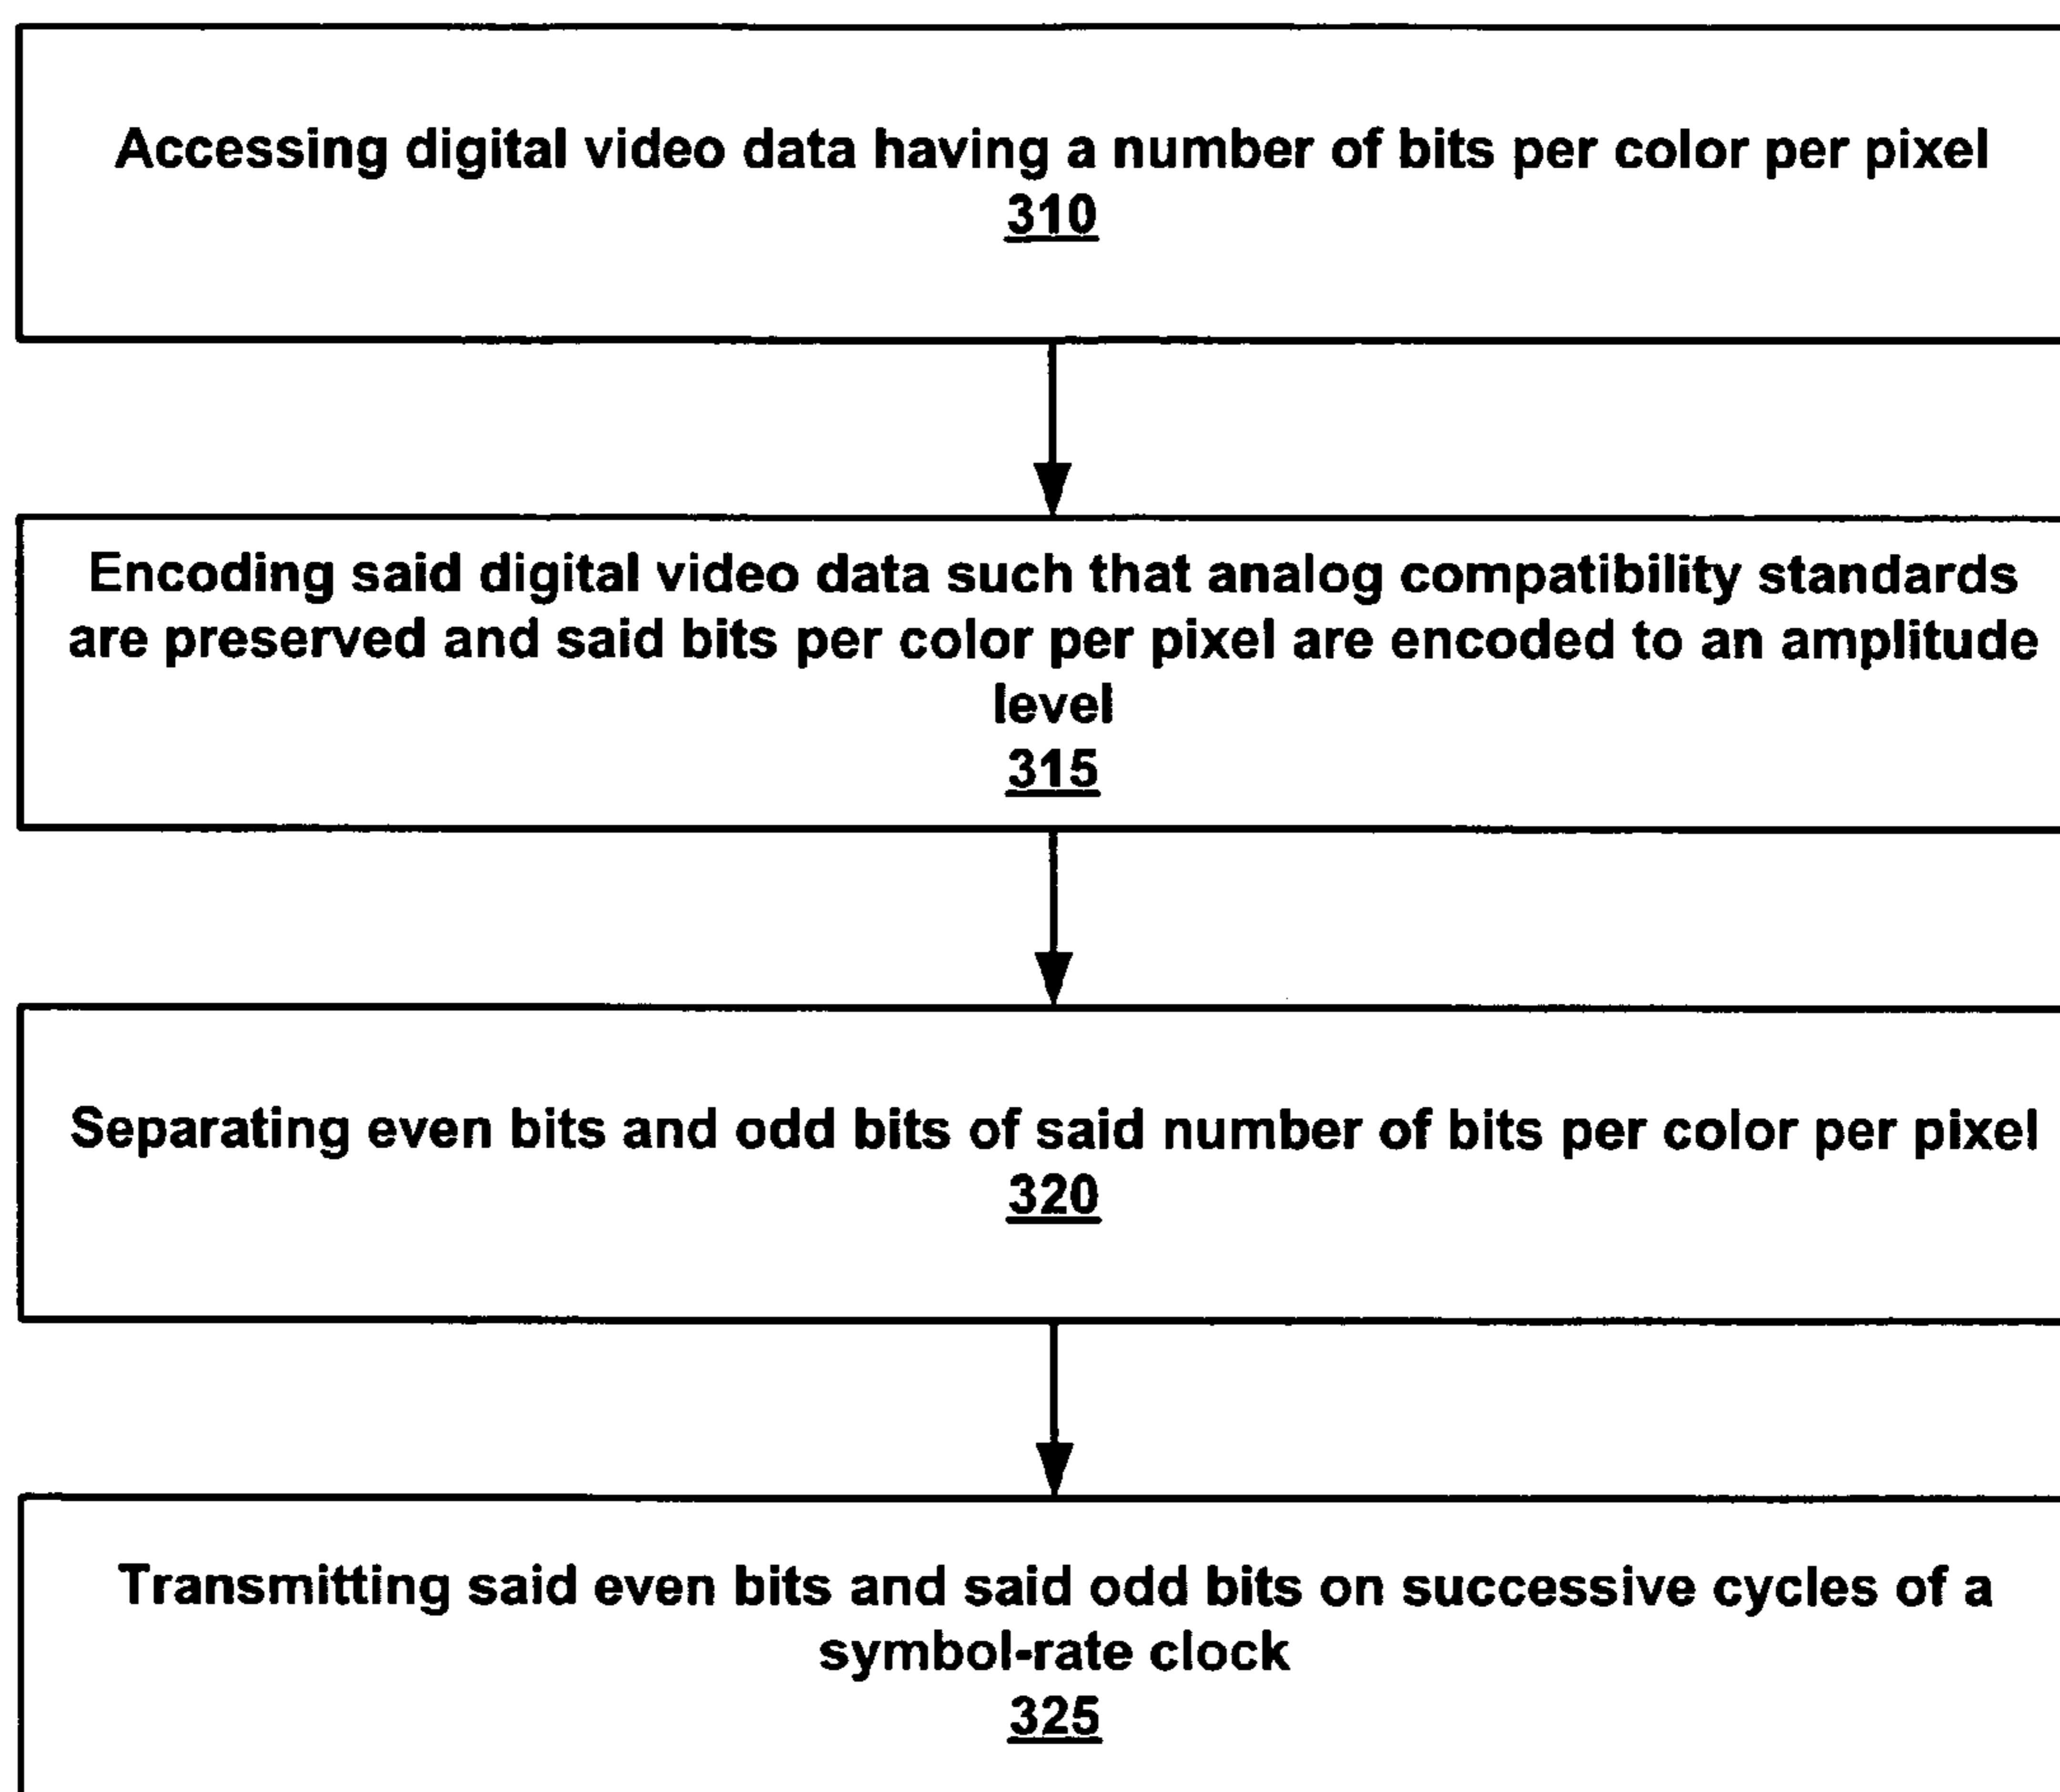 Accessing digital video data having a number of bits per color per pixel
310
Encoding said digital video data such that analog compatibility standards
are preserved and said bits per color per pixel are encoded to an amplitude
level
315
Separating even bits and odd bits of said number of bits per color per pixel
320
Transmitting said even bits and said odd bits on successive cycles of a
symbol-rate clock
325